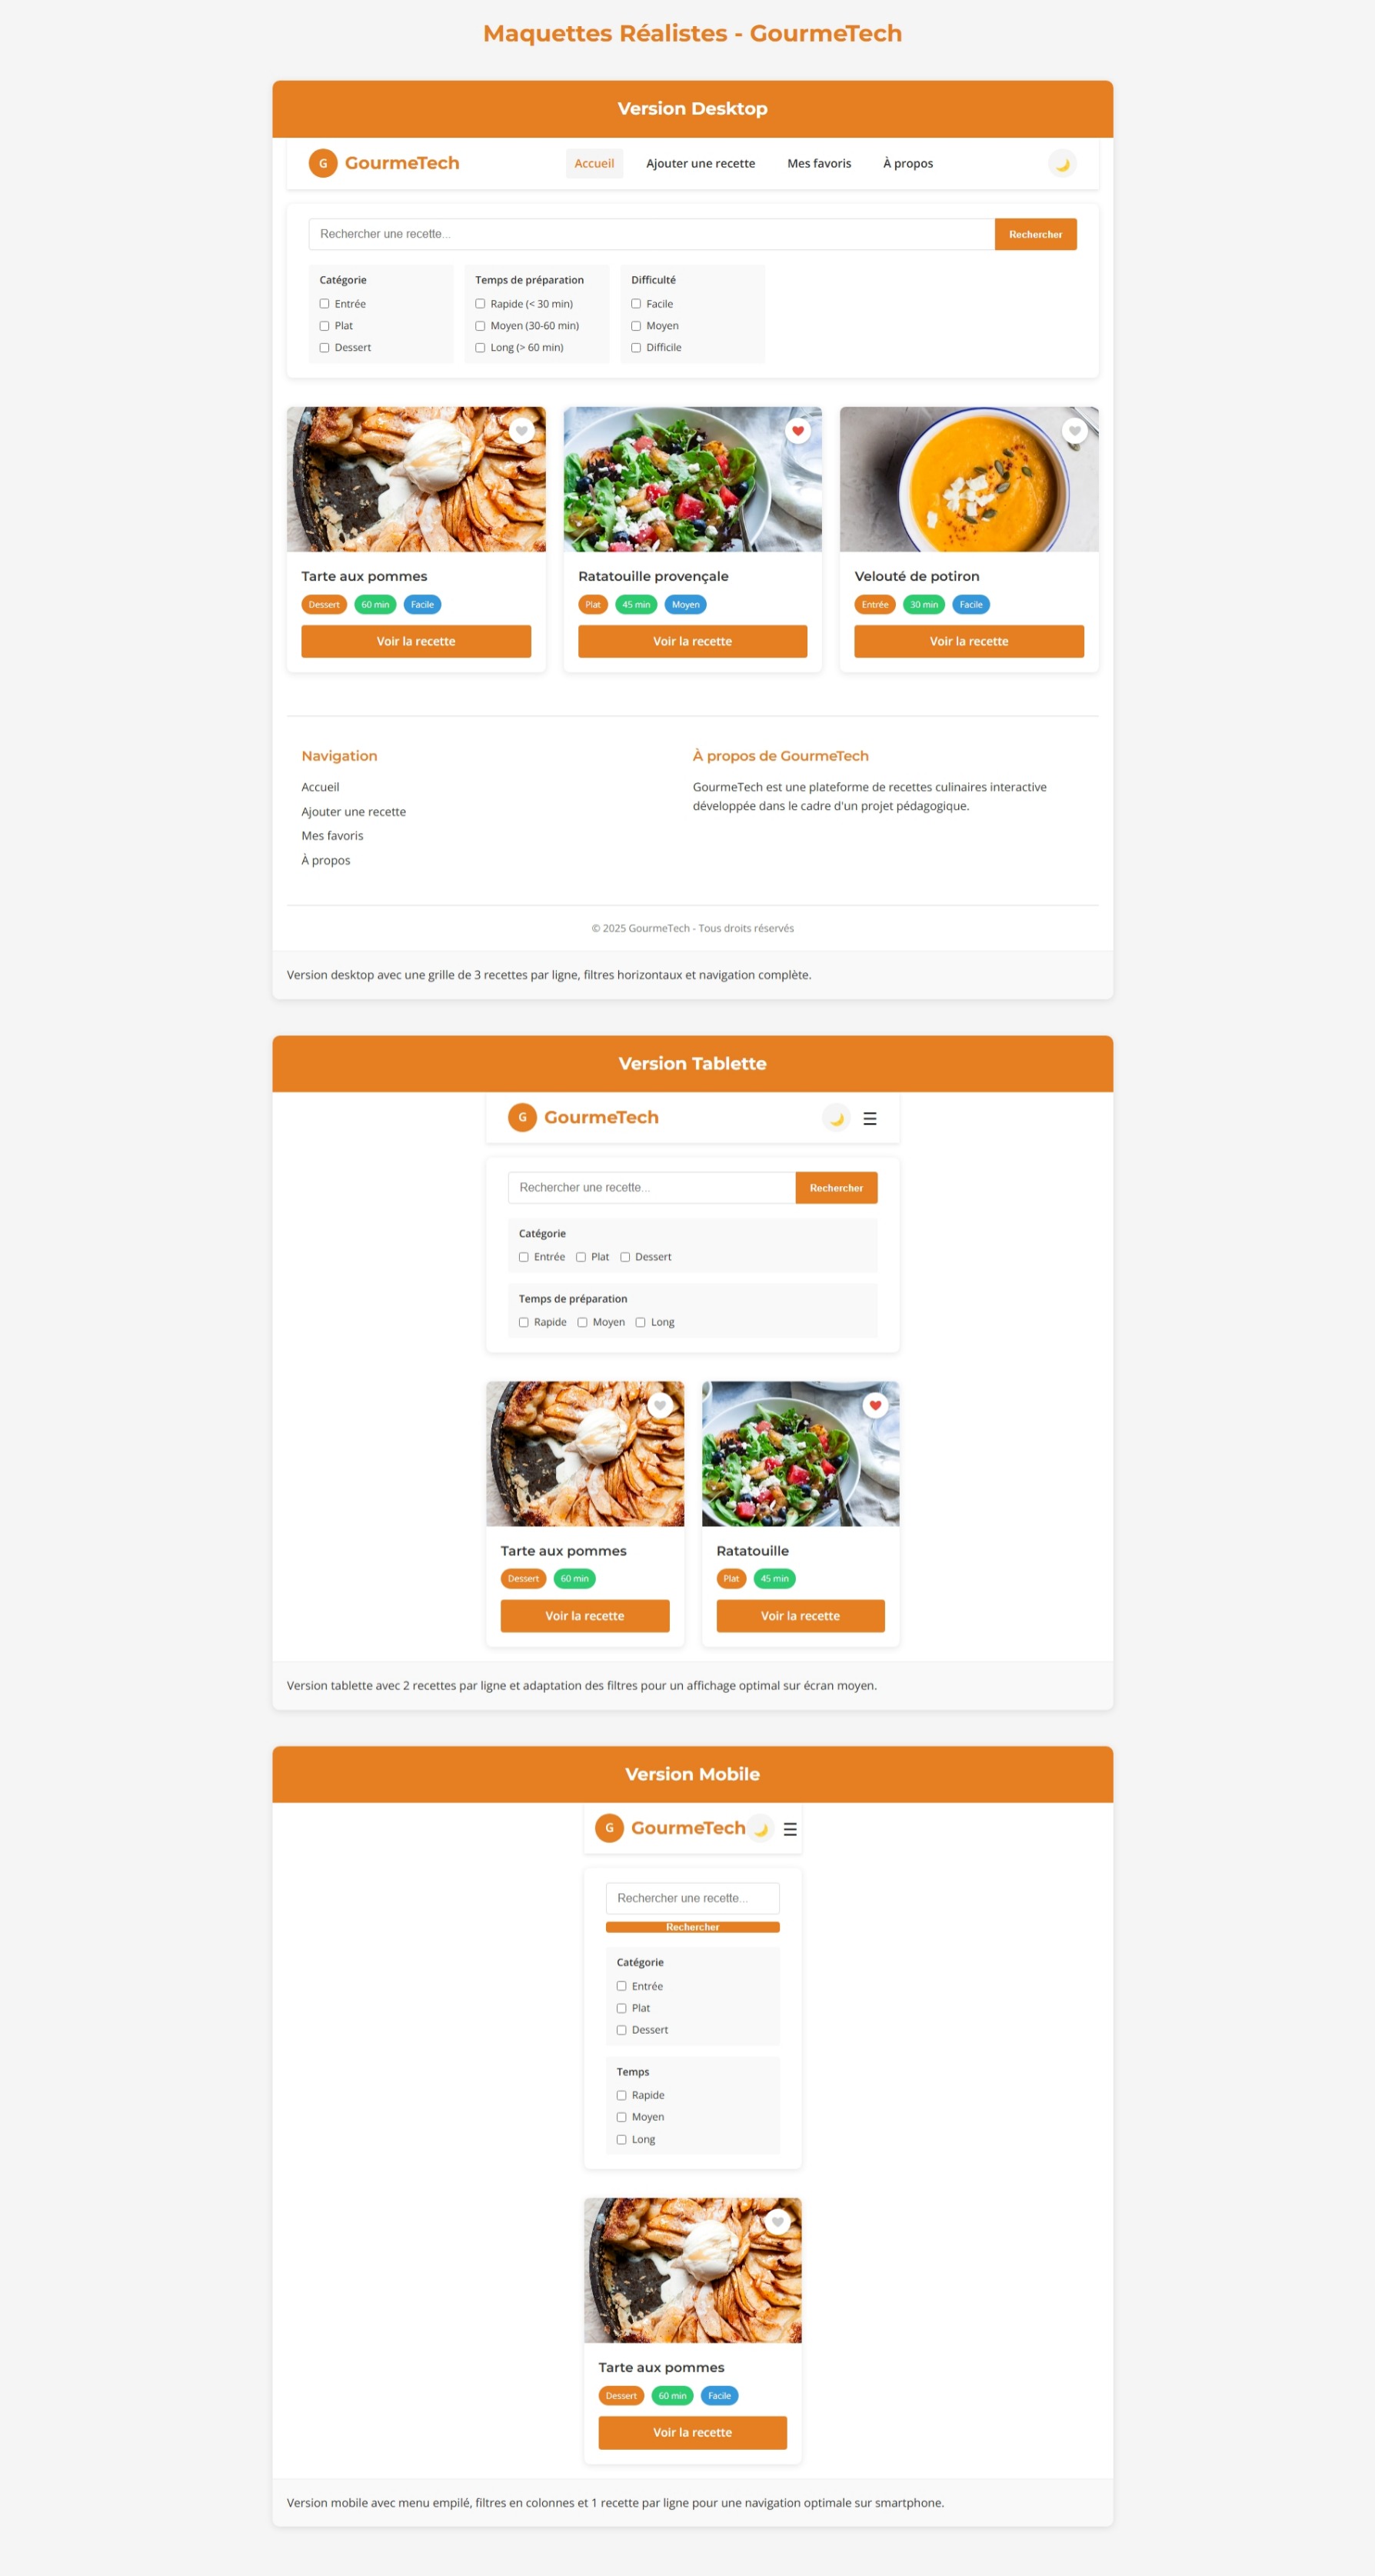 Maquettes Réalistes - GourmeTech
Version Desktop
G GourmeTech Accueil Ajouter une recette Mes favoris À propos
Rechercher une recette... Rechercher
Catégorie
Entrée
Plat
Dessert
Temps de préparation
Rapide (< 30 min)
Moyen (30-60 min)
Long (> 60 min)
Difficulté
Facile
Moyen
Difficile
Tarte aux pommes
Dessert 60 min Facile
Voir la recette
Ratatouille provençale
Plat 45 min Moyen
Voir la recette
Velouté de potiron
Entrée 30 min Facile
Voir la recette
Navigation
Accueil
Ajouter une recette
Mes favoris
À propos
À propos de GourmeTech
GourmeTech est une plateforme de recettes culinaires interactive
développée dans le cadre d'un projet pédagogique.
© 2025 GourmeTech - Tous droits réservés
Version desktop avec une grille de 3 recettes par ligne, filtres horizontaux et navigation complète.
Version Tablette
G GourmeTech
Rechercher une recette... Rechercher
Catégorie
Entrée Plat Dessert
Temps de préparation
Rapide Moyen Long
Tarte aux pommes
Dessert 60 min
Voir la recette
Ratatouille
Plat 45 min
Voir la recette
Version tablette avec 2 recettes par ligne et adaptation des filtres pour un affichage optimal sur écran moyen.
Version Mobile
G GourmeTech
Rechercher une recette...
Rechercher
Catégorie
Entrée
Plat
Dessert
Temps
Rapide
Moyen
Long
Tarte aux pommes
Dessert 60 min Facile
Voir la recette
Version mobile avec menu empilé, filtres en colonnes et 1 recette par ligne pour une navigation optimale sur smartphone.